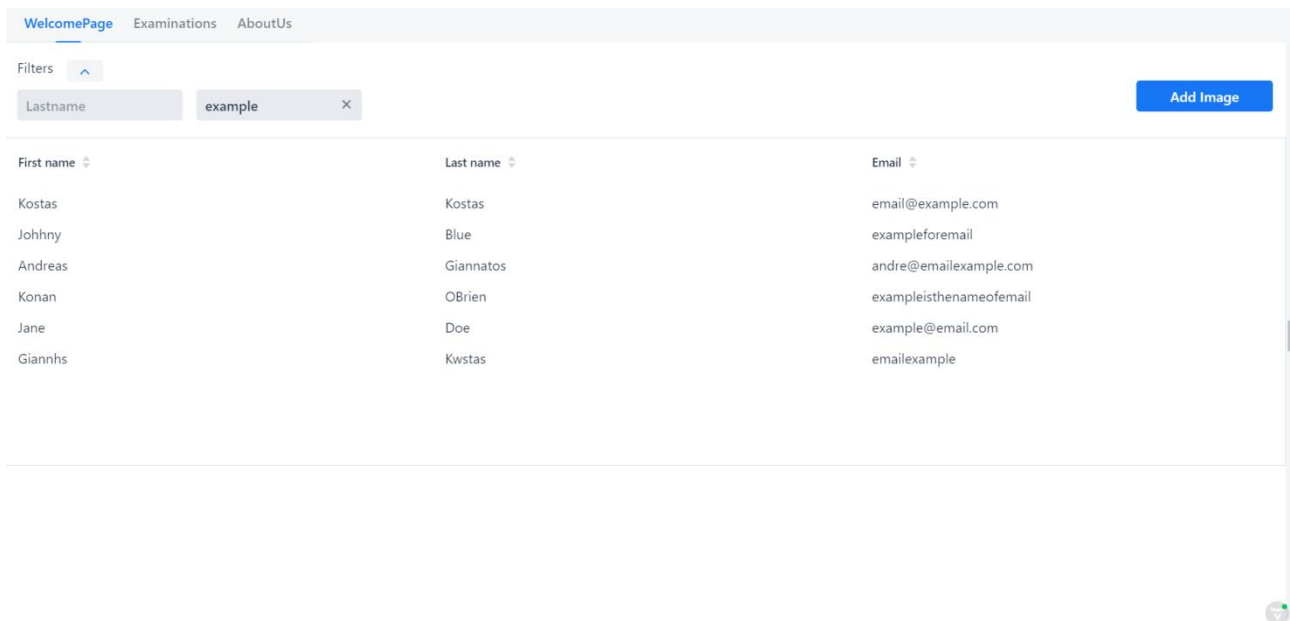 WelcomePage Examinations AboutUs
Filters
Lastname example
Add Image
First name Last name Email
Kostas Kostas email@example.com
Johhny Blue exampleforemail
Andreas Giannatos andre@emailexample.com
Konan OBrien exampleisthenameofemail
Jane Doe example@email.com
Giannhs Kwstas emailexample